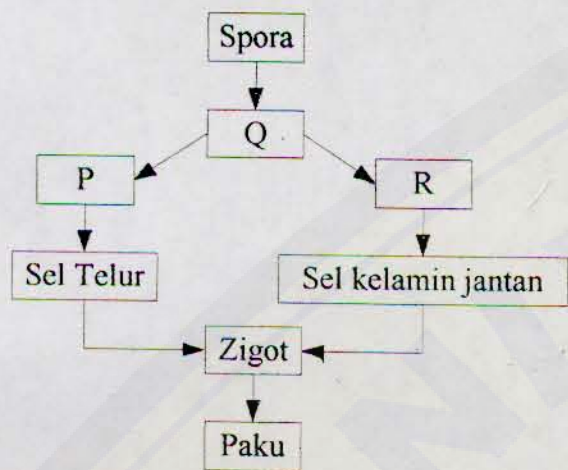 Spora
Q
P
R
Sel Telur
Sel kelamin jantan
Zigot
Paku